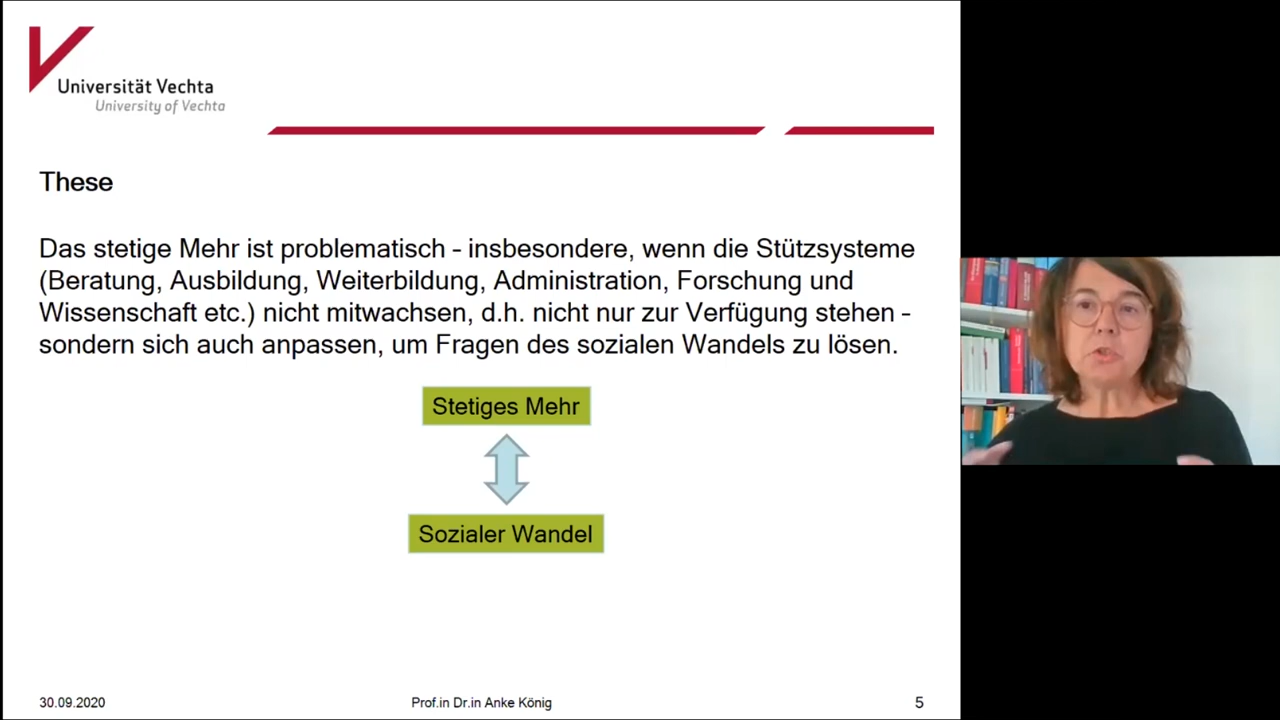 Universität Vechta
University of Vechta
These
Das stetige Mehr ist problematisch – insbesondere, wenn die Stützsysteme
(Beratung, Ausbildung, Weiterbildung, Administration, Forschung und
Wissenschaft etc.) nicht mitwachsen, d.h. nicht nur zur Verfügung stehen –
sondern sich auch anpassen, um Fragen des sozialen Wandels zu lösen.
Stetiges Mehr
Sozialer Wandel
30.09.2020
Prof.in Dr.in Anke König
5